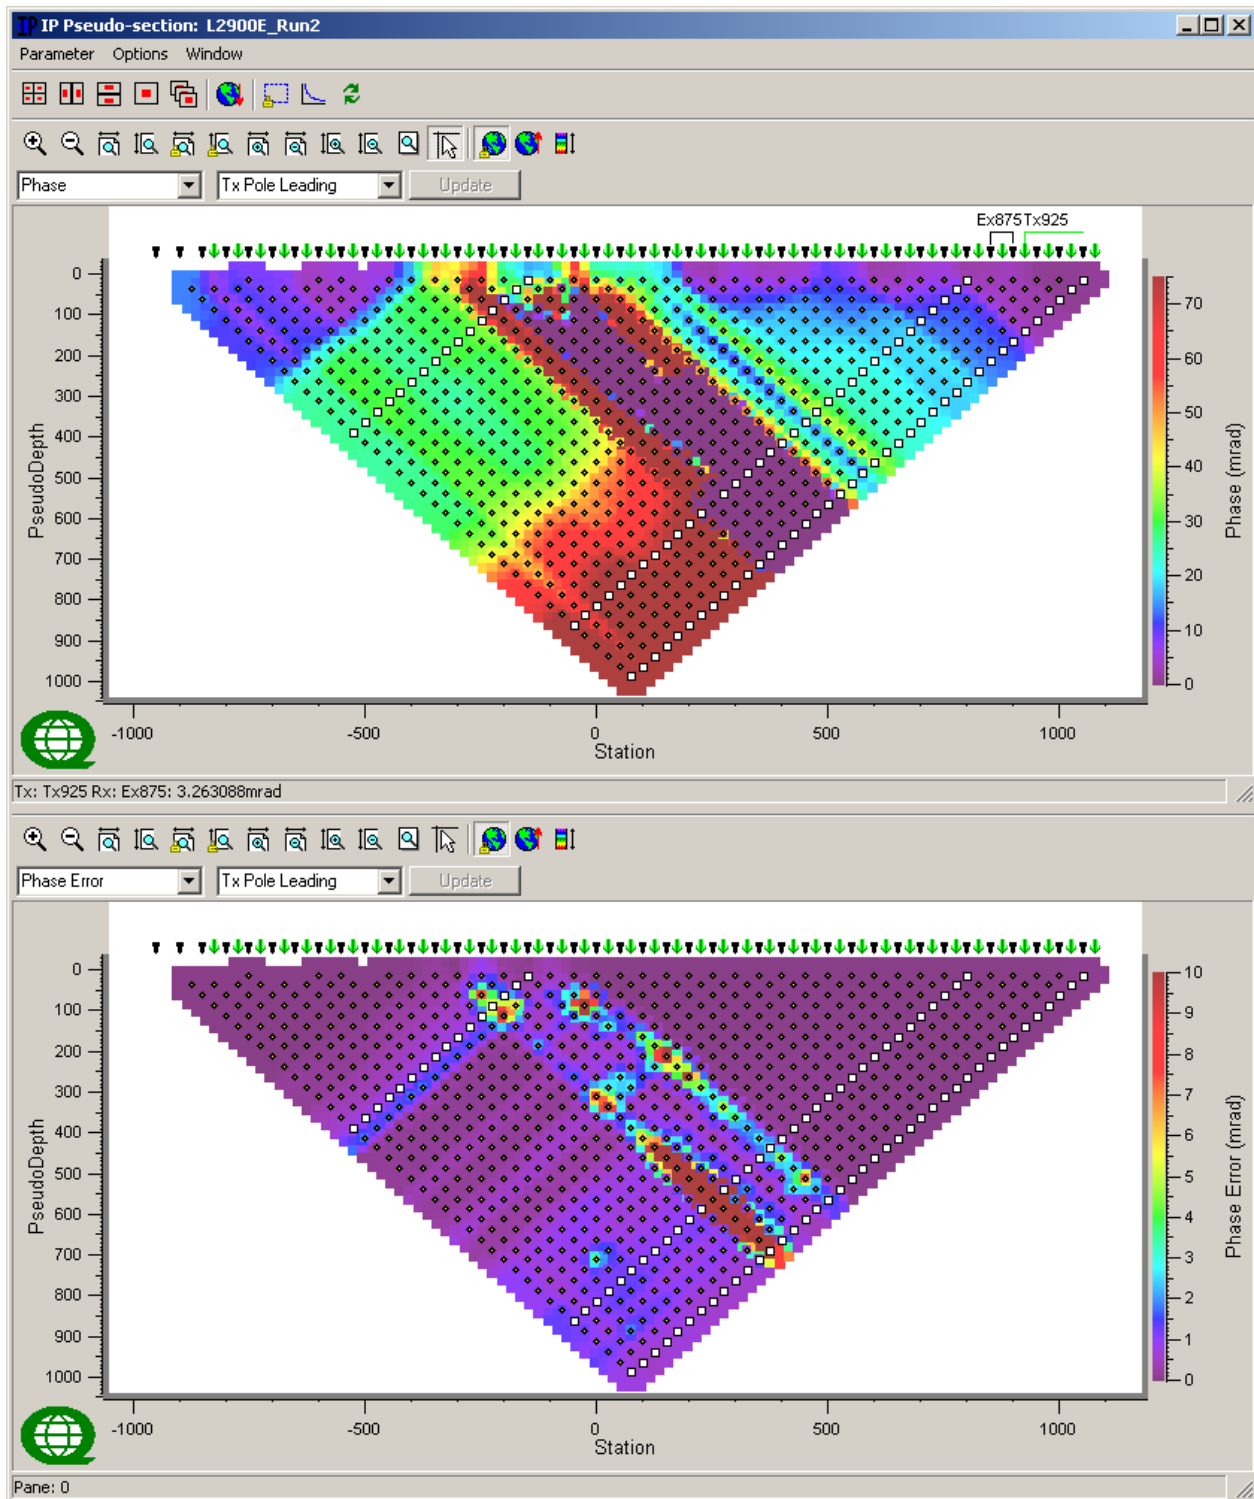 IP Pseudo-section: L2900E_Run2
Parameter Options Window
Phase Tx Pole Leading Update
Ex875 Tx925
0
100
200
300
400
500
600
700
800
900
1000
PseudoDepth
-1000 -500 0 500 1000
Station
70
60
50
40
30
20
10
0
Phase (mrad)
Tx: Tx925 Rx: Ex875: 3.263088mrad
Phase Error Tx Pole Leading Update
0
100
200
300
400
500
600
700
800
900
1000
PseudoDepth
-1000 -500 0 500 1000
Station
10
9
8
7
6
5
4
3
2
1
0
Phase Error (mrad)
Pane: 0